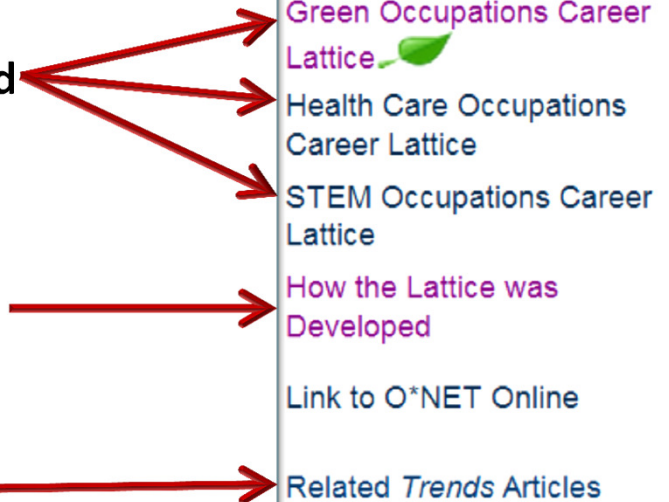 Green Occupations Career
Lattice
d
Health Care Occupations
Career Lattice
STEM Occupations Career
Lattice
How the Lattice was
Developed
Link to O*NET Online
Related Trends Articles